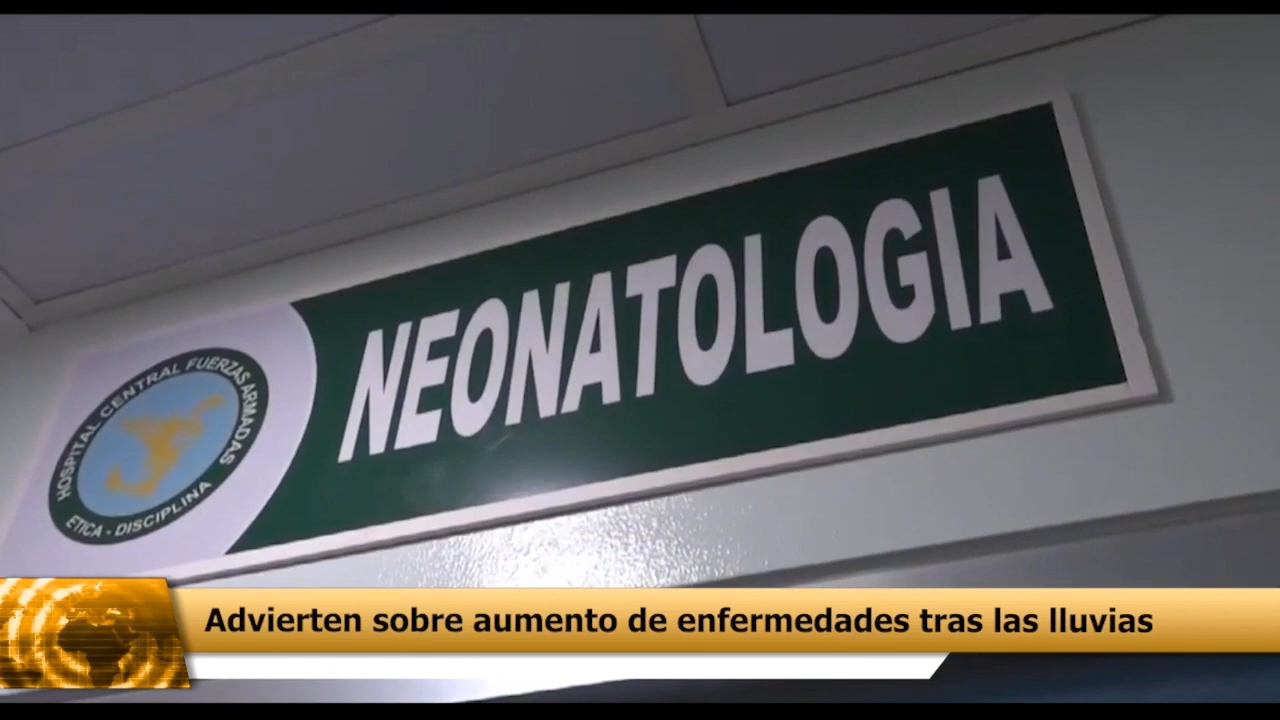 HOSPITAL CENTRAL FUERZAS ARMADAS
ETICA - DISCIPLINA
NEONATOLOGIA
Advierten sobre aumento de enfermedades tras las lluvias